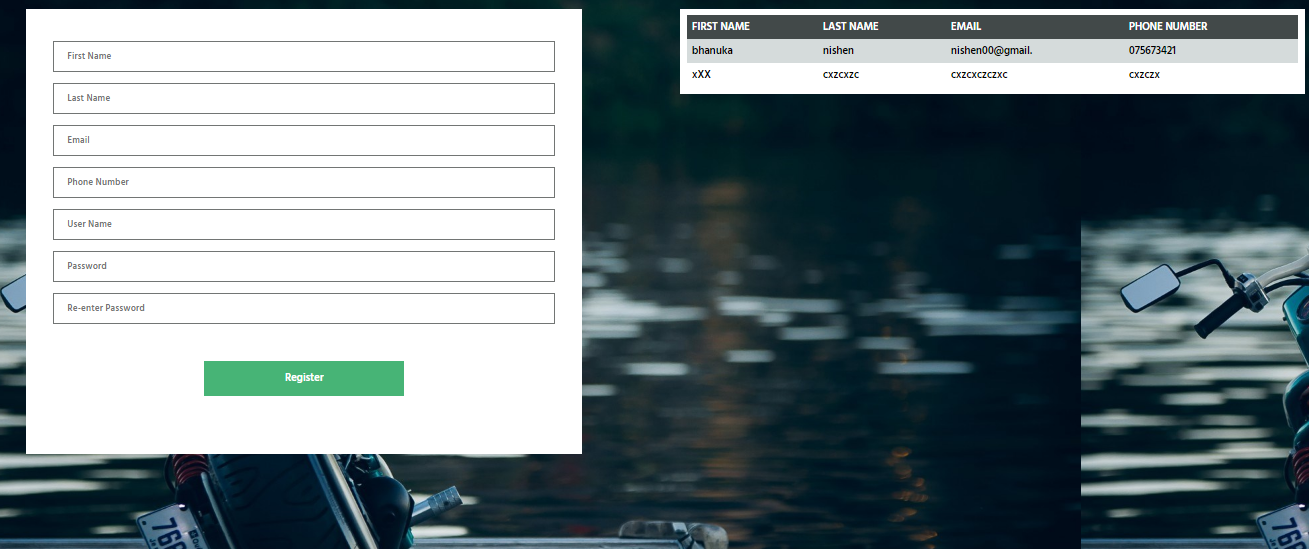 First Name
Last Name
Email
Phone Number
User Name
Password
Re-enter Password
Register
FIRST NAME LAST NAME EMAIL PHONE NUMBER
bhanuka nishen nishen00@gmail. 075673421
xXX cxzcxzc cxzcxczczxc cxzczx